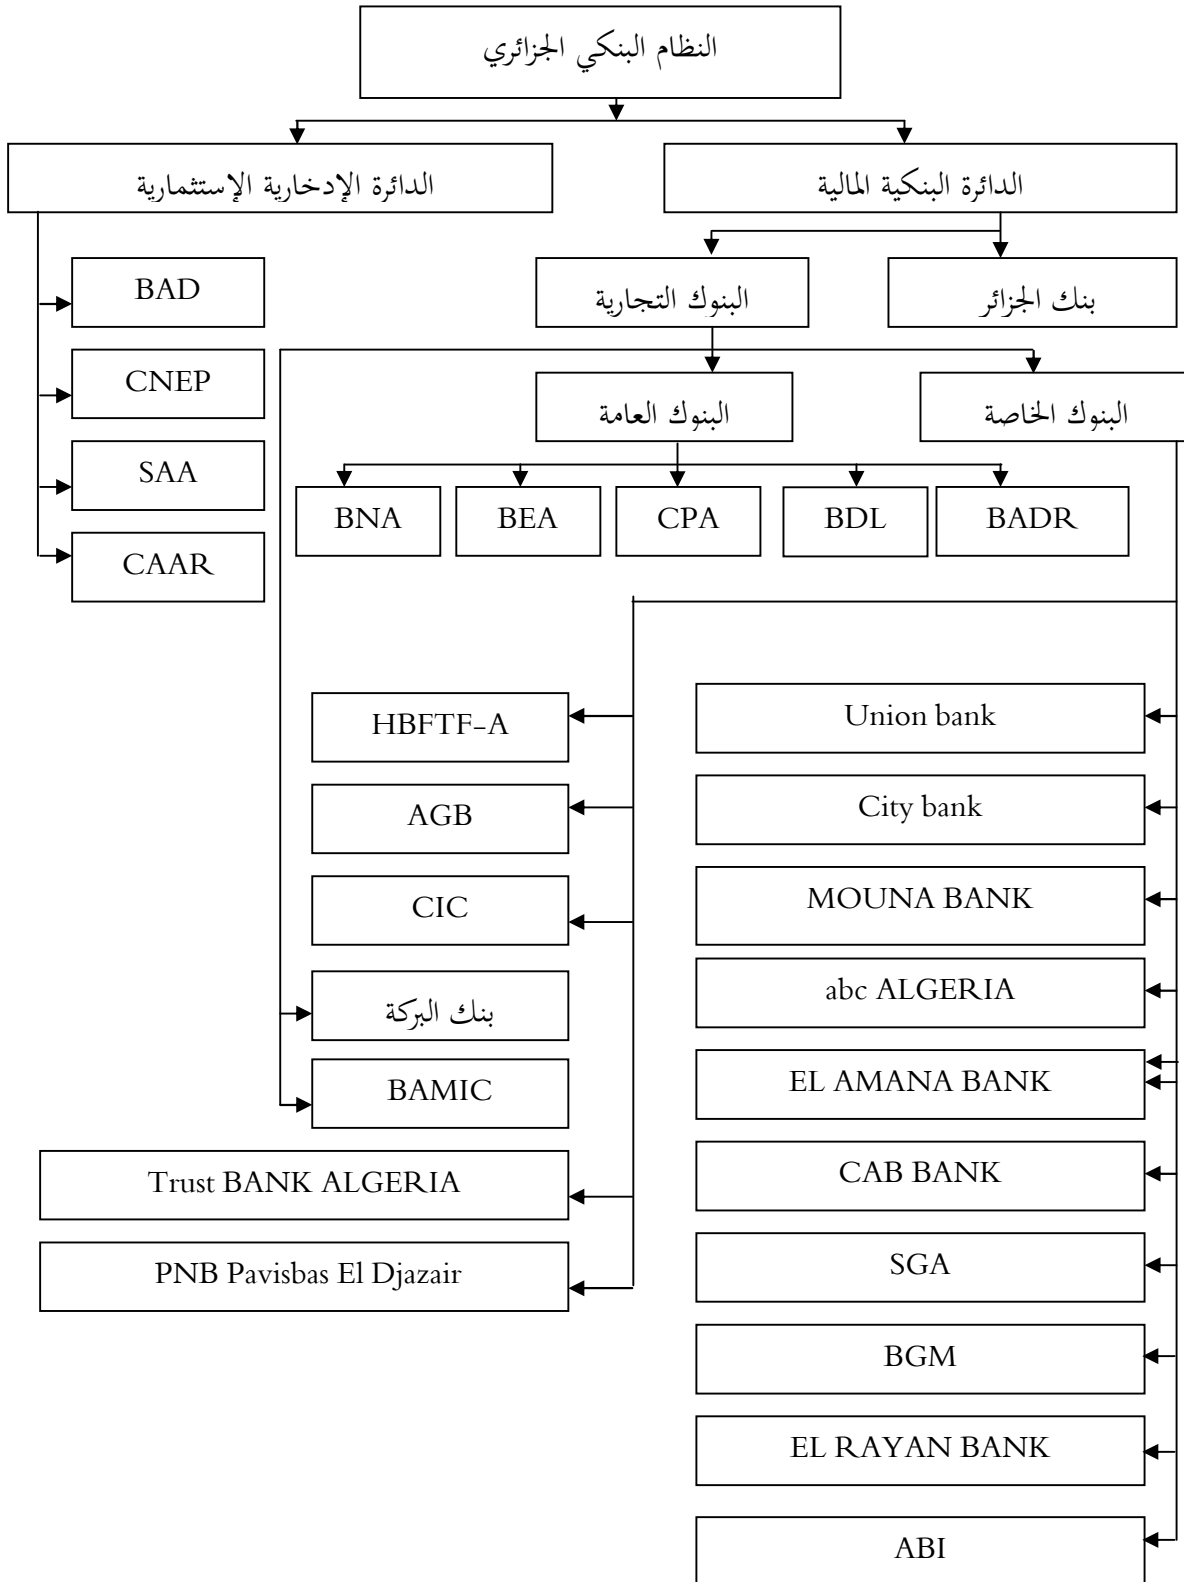 النظام البنكي الجزائري
الدائرة البنكية المالية
الدائرة الإدخارية الإستثمارية
بنك الجزائر
البنوك التجارية
BAD
CNEP
SAA
CAAR
البنوك الخاصة
البنوك العامة
BNA
BEA
CPA
BDL
BADR
HBFTF-A
AGB
CIC
بنك البركة
BAMIC
Trust BANK ALGERIA
PNB Pavisbas El Djazair
Union bank
City bank
MOUNA BANK
abc ALGERIA
EL AMANA BANK
CAB BANK
SGA
BGM
EL RAYAN BANK
ABI